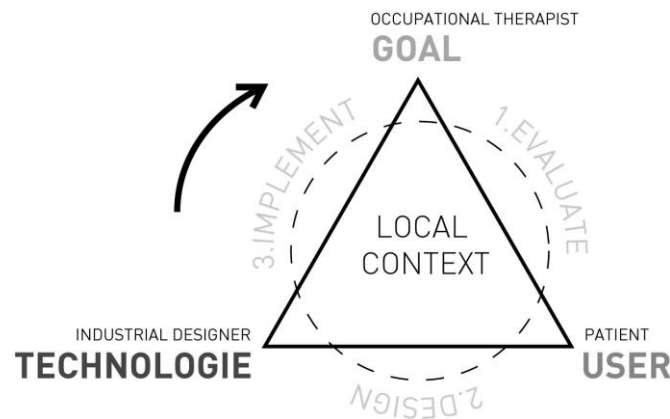 OCCUPATIONAL THERAPIST
GOAL
1.EVALUATE
3.IMPLEMENT
LOCAL
CONTEXT
INDUSTRIAL DESIGNER
TECHNOLOGIE
PATIENT
USER
2.DESIGN